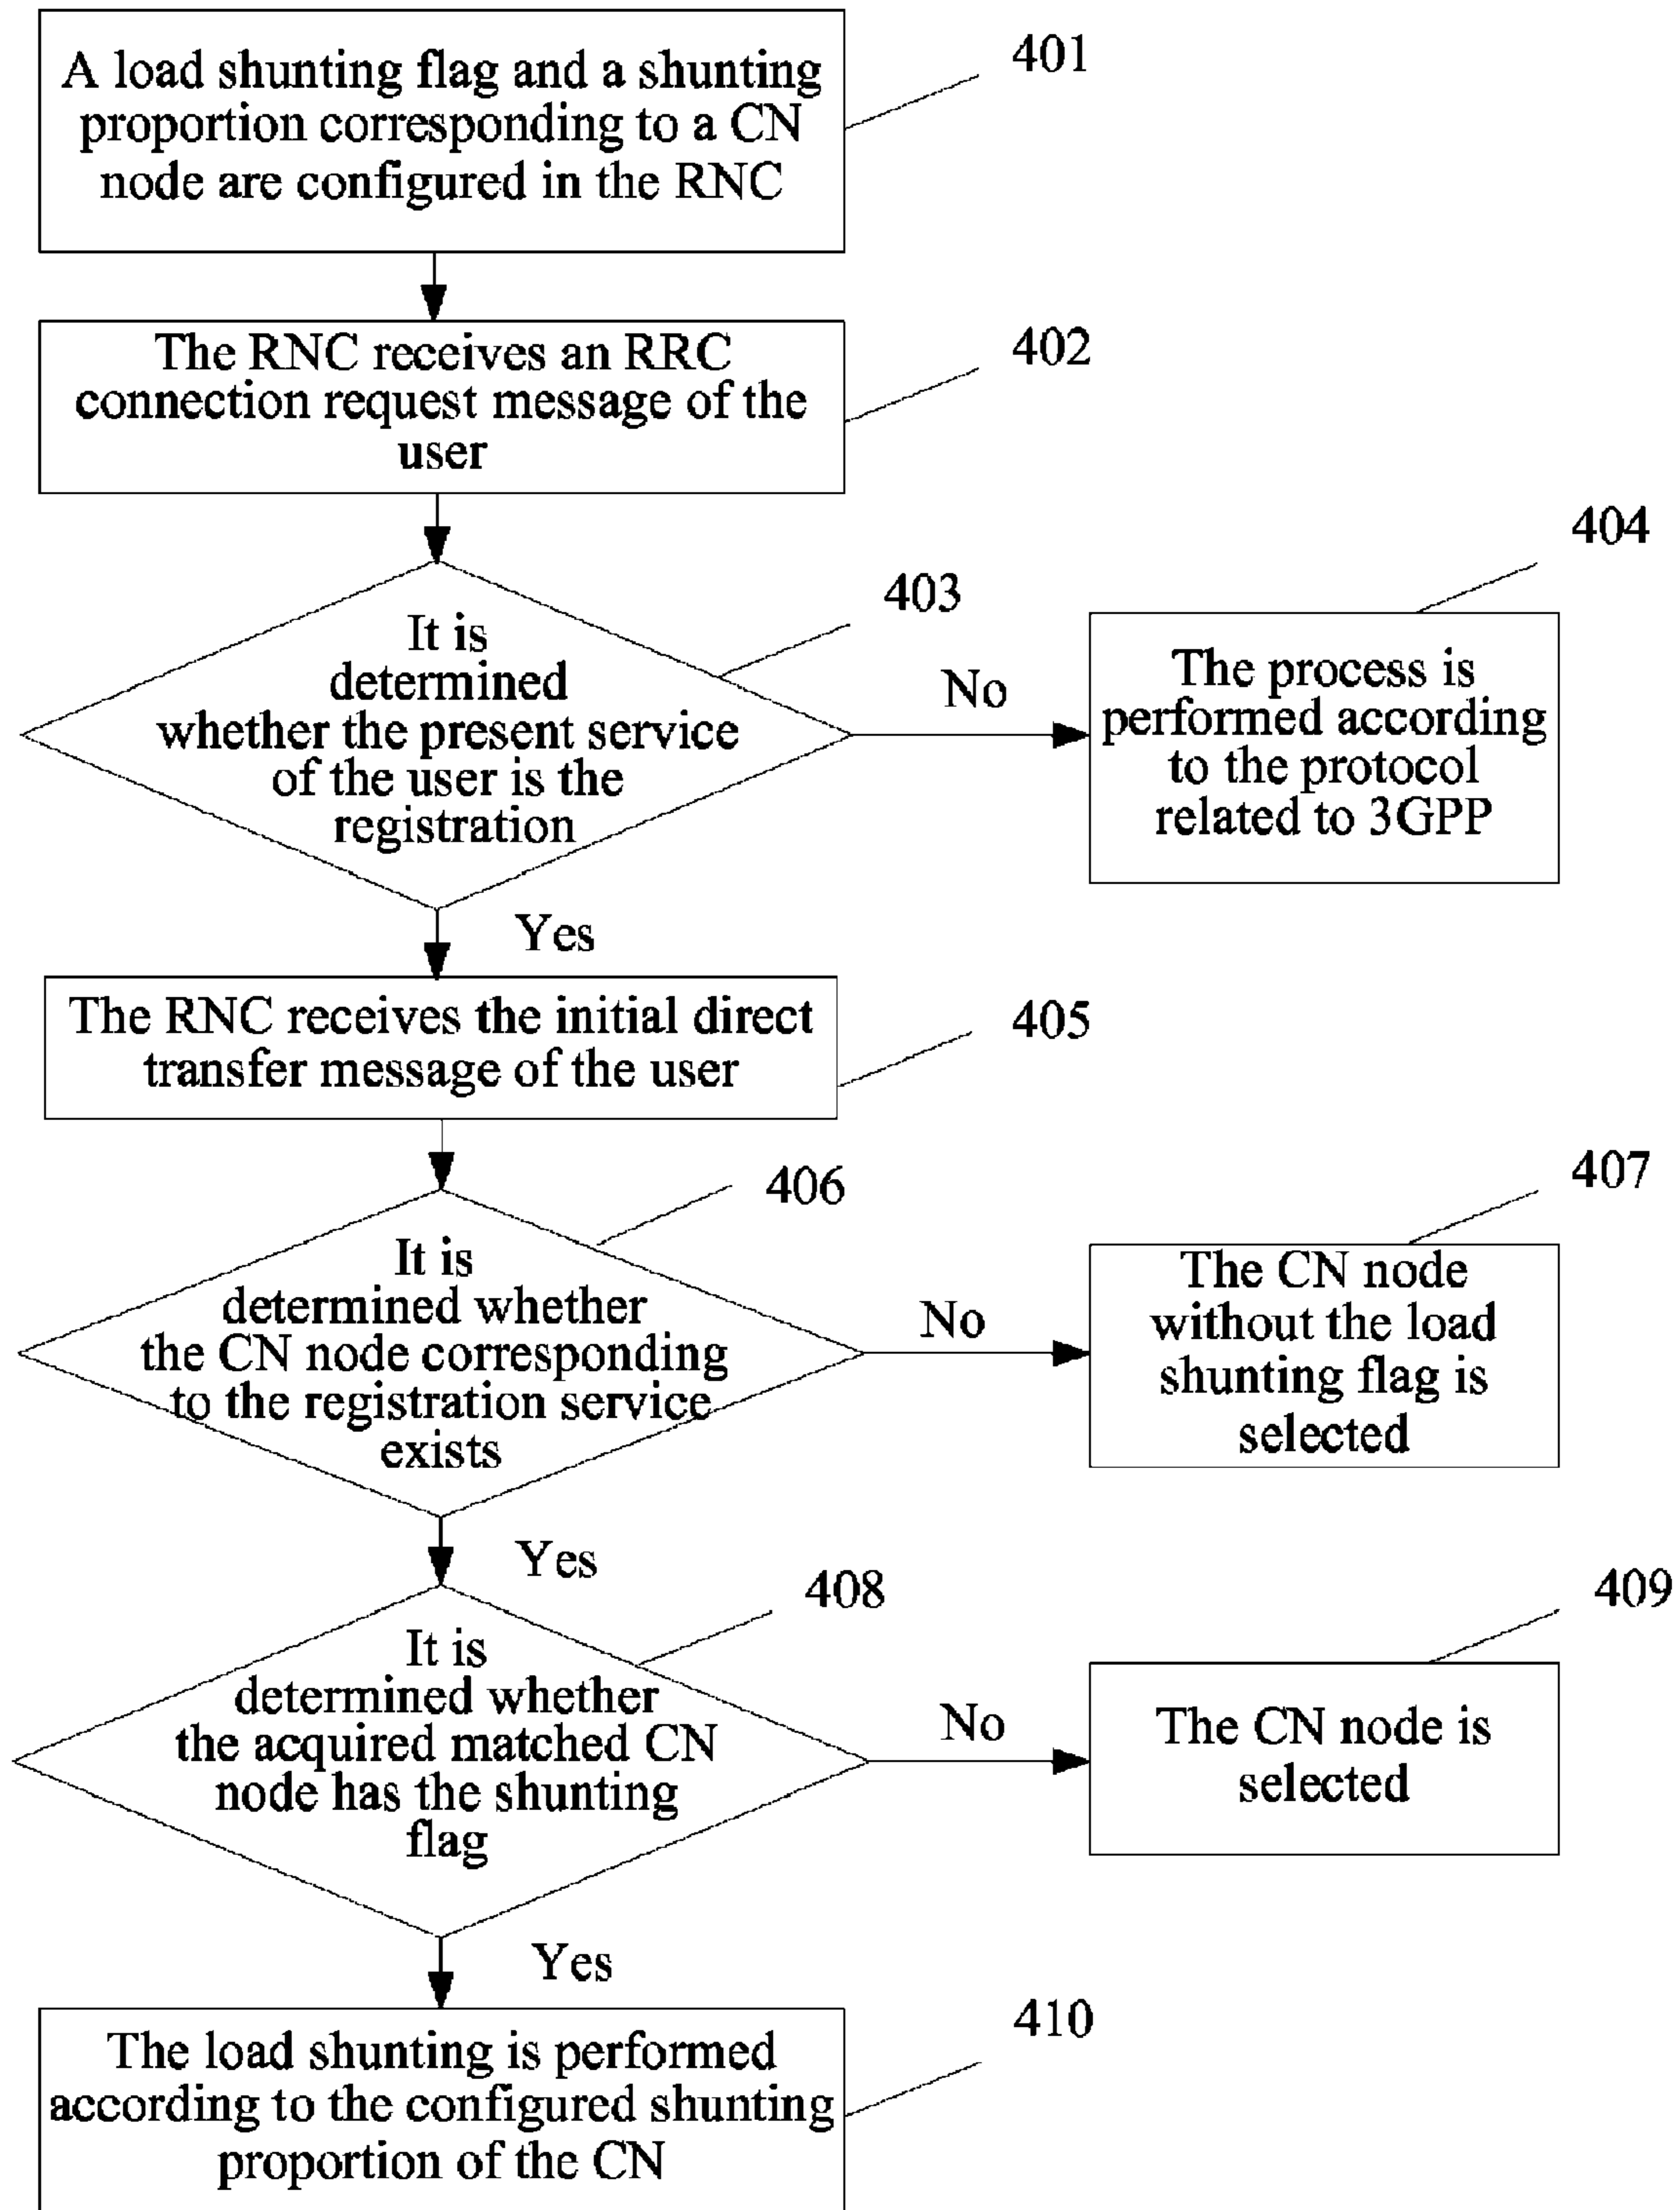 A load shunting flag and a shunting
proportion corresponding to a CN
node are configured in the RNC
401
The RNC receives an RRC
connection request message of the
user
402
It is
determined
whether the present service
of the user is the
registration
403
No
404
The process is
performed according
to the protocol
related to 3GPP
Yes
The RNC receives the initial direct
transfer message of the user
405
It is
determined whether
the CN node corresponding
to the registration service
exists
406
No
407
The CN node
without the load
shunting flag is
selected
Yes
It is
determined whether
the acquired matched CN
node has the shunting
flag
408
No
409
The CN node is
selected
Yes
The load shunting is performed
according to the configured shunting
proportion of the CN
410